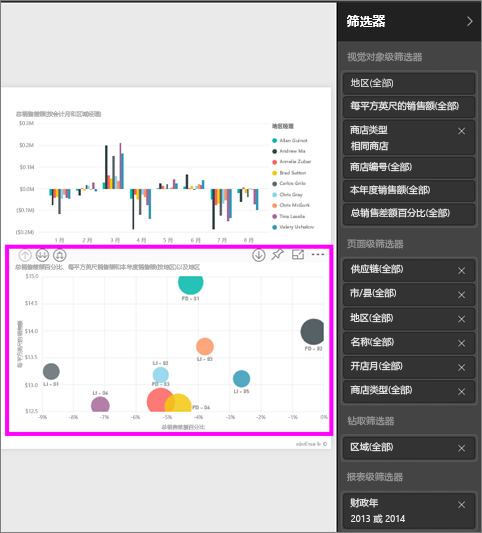 筛选器
视觉对象级筛选器
地区(全部)
每平方英尺的销售额(全部)
商店类型
相同商店
商店编号(全部)
本年度销售额(全部)
总销售差额百分比(全部)
页面级筛选器
供应链(全部)
市/县(全部)
地区(全部)
名称(全部)
开店月(全部)
商店类型(全部)
钻取筛选器
区域(全部)
报表级筛选器
财政年
2013 或 2014
总销售差额(按会计月和区域经理)
$0.3M
$0.2M
$0.1M
$0.0M
($0.1M)
($0.2M)
1 月
2 月
3 月
4 月
5 月
6 月
7 月
8 月
地区经理
Allan Guinot
Andrew Ma
Annelie Zubar
Brad Sutton
Carlos Grilo
Chris Gray
Chris McGurk
Tina Lassila
Valery Ushakov
总销售差额百分比、每平方英尺销售额和本年度销售额(按地区)以及地区
$15.0
$14.5
$14.0
$13.5
$13.0
$12.5
FD - 01
FD - 02
LI - 03
LI - 02
FD - 03
LI - 01
LI - 04
LI - 05
FD - 04
-9%
-8%
-7%
-6%
-5%
-4%
-3%
-2%
-1%
0%
总销售差额百分比